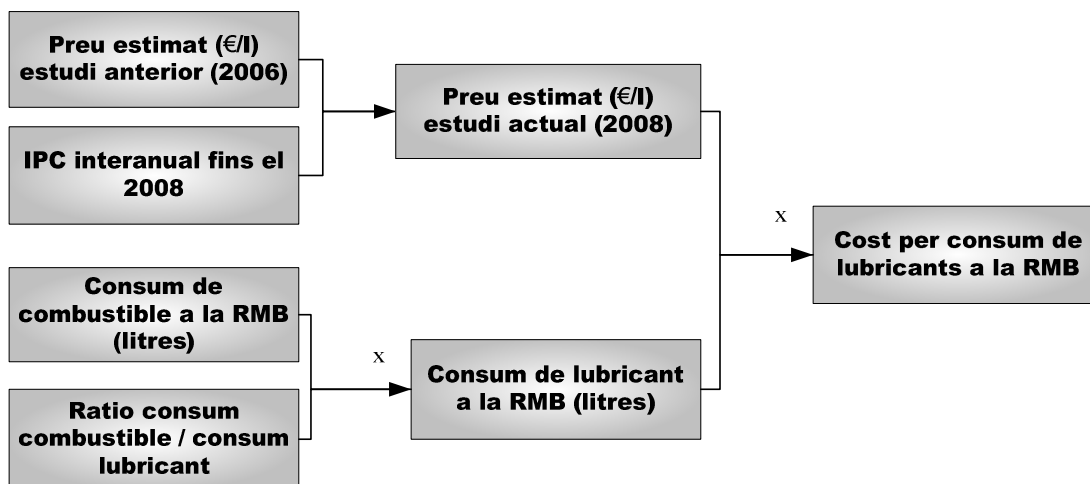 Preu estimat (€/l)
estudi anterior (2006)
IPC interanual fins el
2008
Preu estimat (€/l)
estudi actual (2008)
x
Cost per consum de
lubricants a la RMB
Consum de
combustible a la RMB
(litres)
Ratio consum
combustible / consum
lubricant
x
Consum de lubricant
a la RMB (litres)